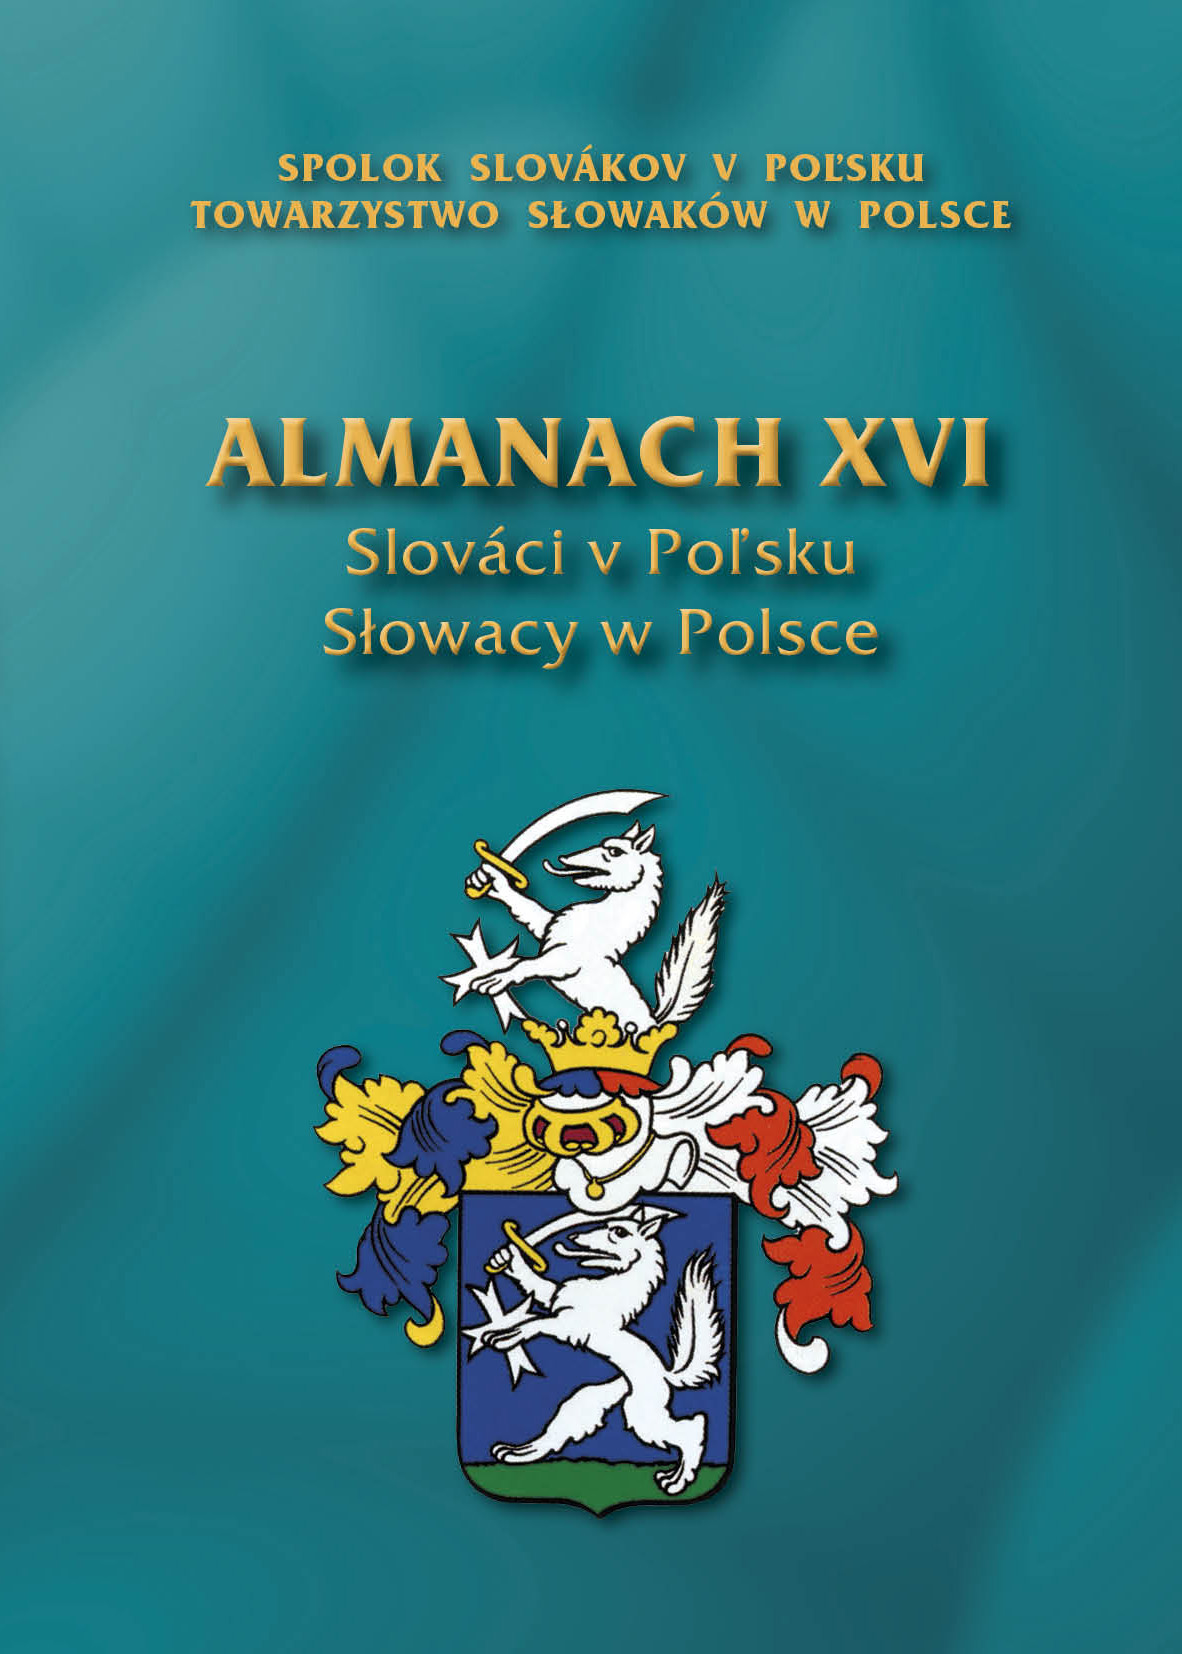 SPOLOK SLOVÁKOV V POĽSKU
TOWARZYSTWO SŁOWAKÓW W POLSCE
ALMANACH XVI
Slováci v Poľsku
Słowacy w Polsce